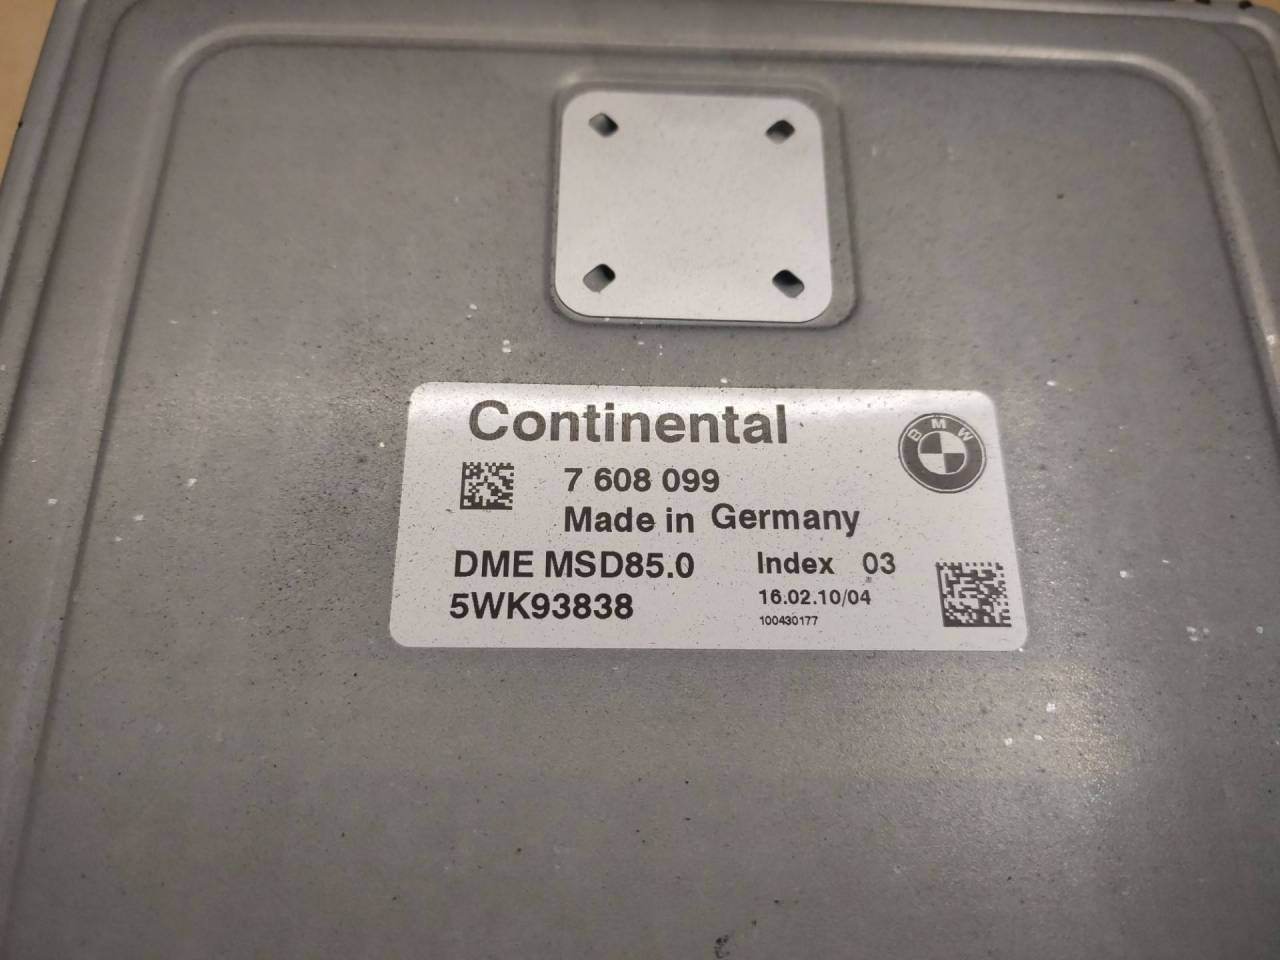 Continental
BMW
7 608 099
Made in Germany
DME MSD85.0 Index 03
5WK93838 16.02.10/04
100430177